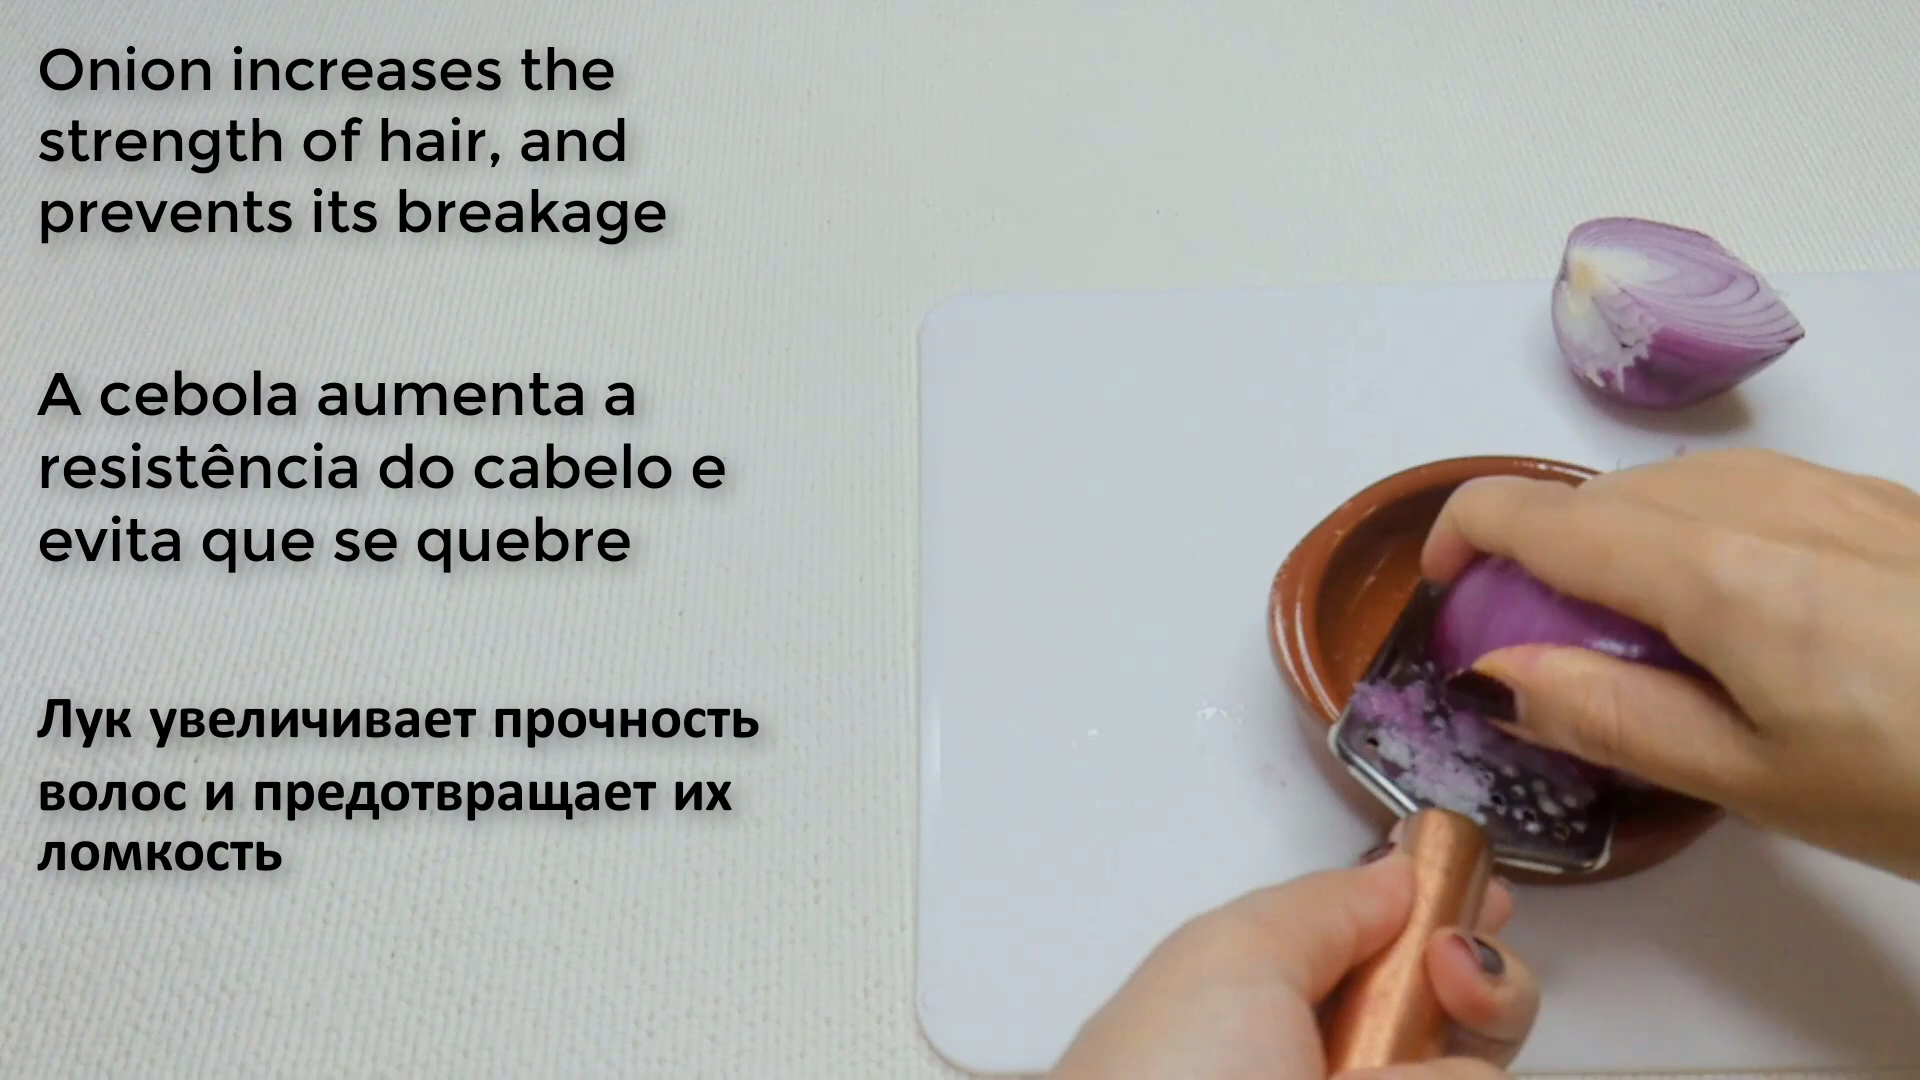 Onion increases the
strength of hair, and
prevents its breakage
A cebola aumenta a
resistência do cabelo e
evita que se quebre
Лук увеличивает прочность
волос и предотвращает их
ломкость